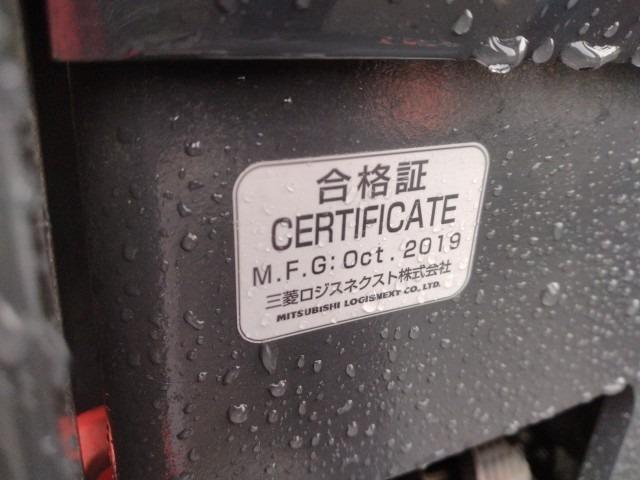 合格証
CERTIFICATE
M.F.G: Oct. 2019
三菱ロジスネクスト株式会社
MITSUBISHI LOGISNEXT CO., LTD.